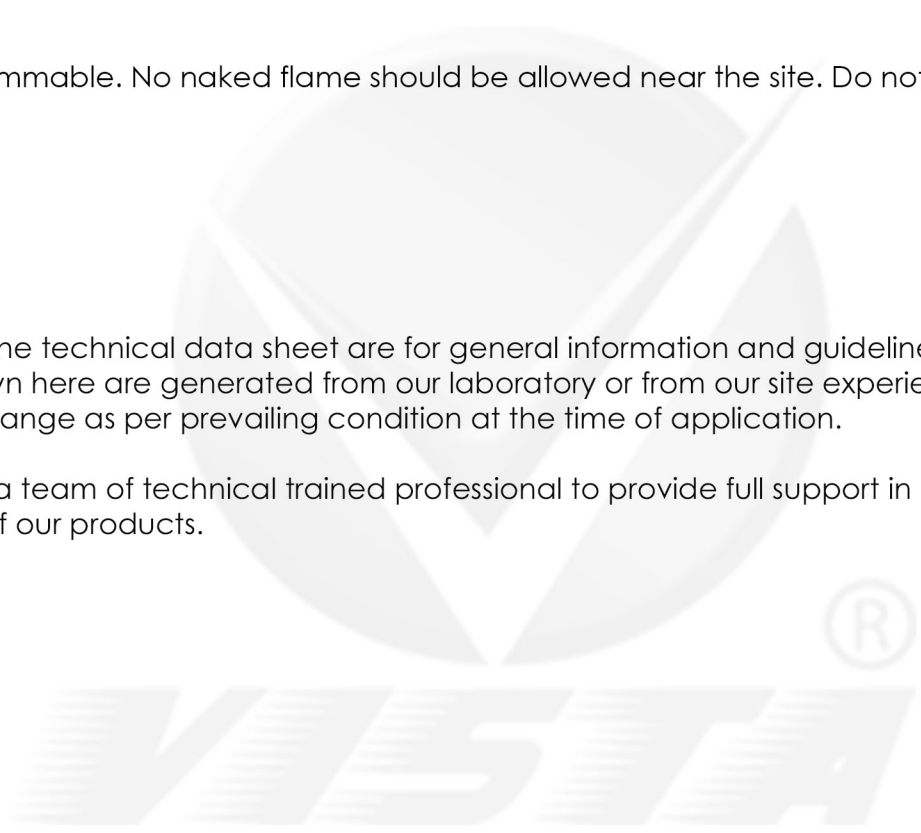 mmable. No naked flame should be allowed near the site. Do not
he technical data sheet are for general information and guideline
n here are generated from our laboratory or from our site experie
ange as per prevailing condition at the time of application.
a team of technical trained professional to provide full support in
f our products.
®
VISTA